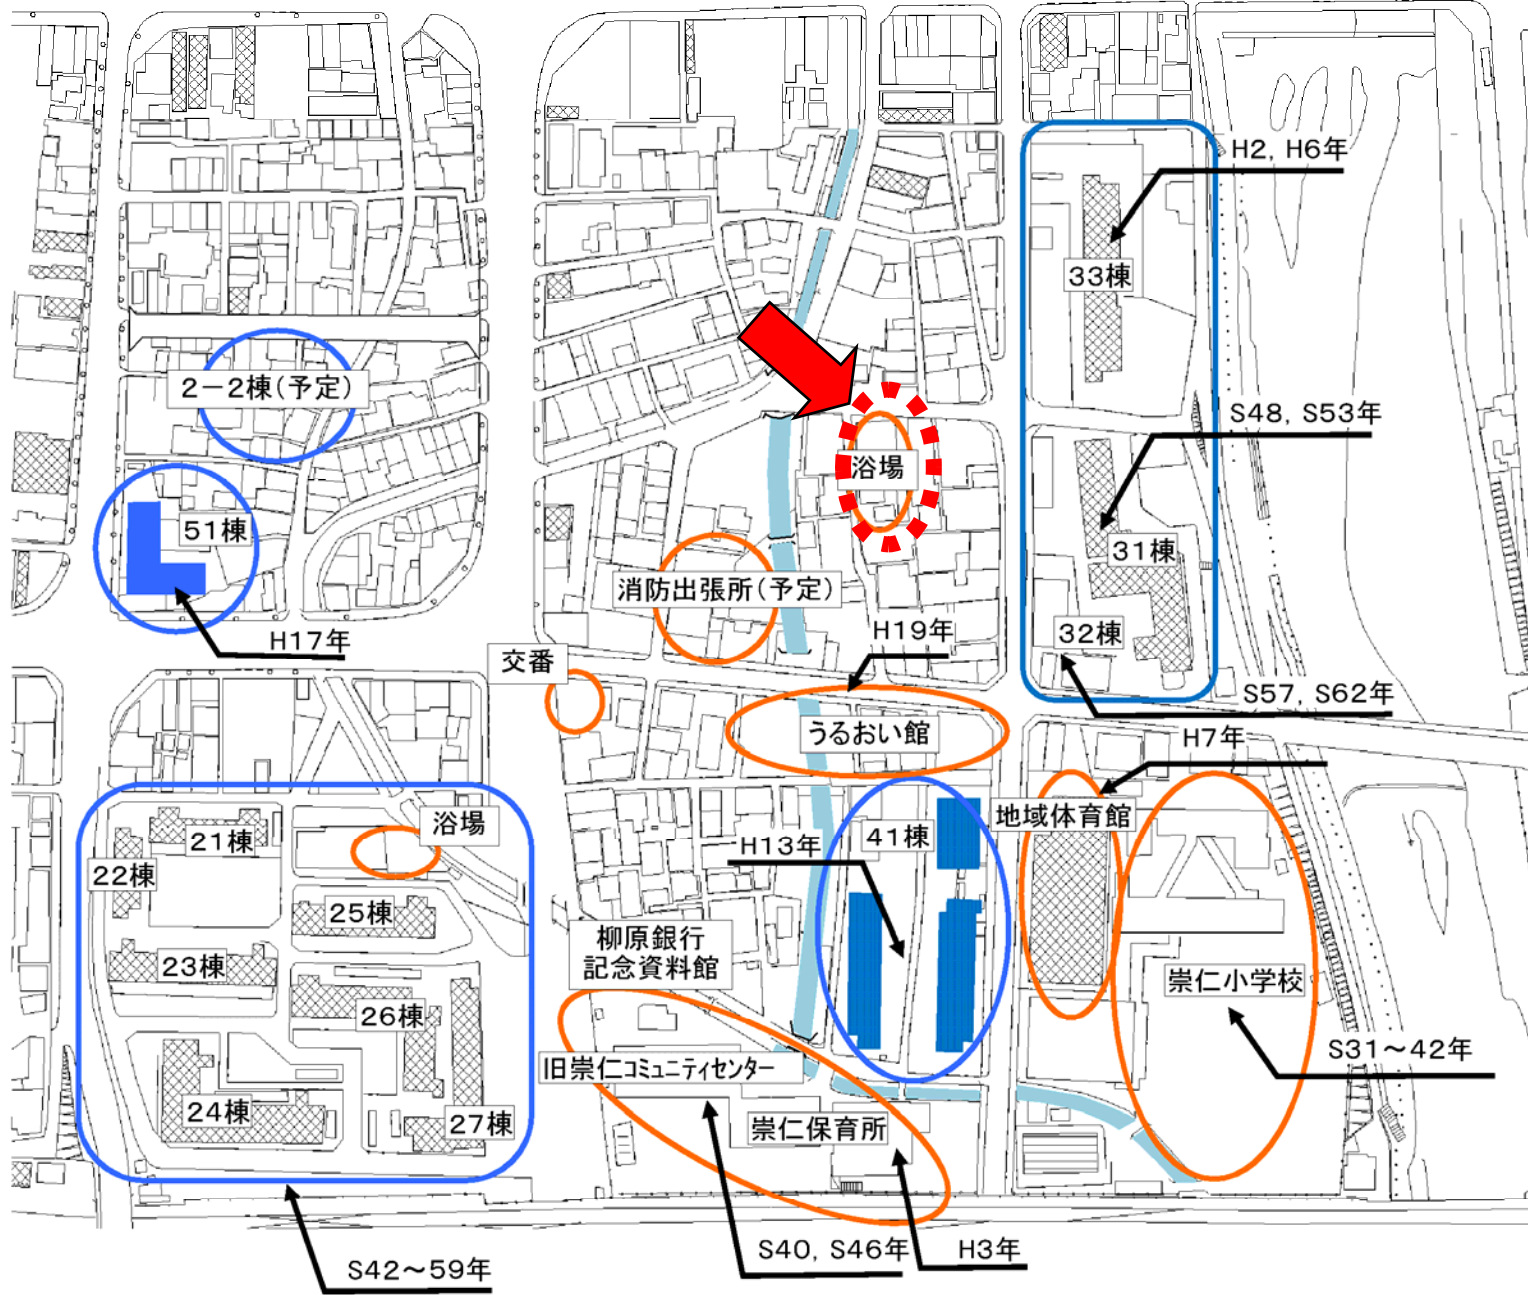 H2, H6年
33棟
2－2棟(予定)
S48, S53年
浴場
51棟
31棟
消防出張所(予定)
H17年
H19年
32棟
交番
S57, S62年
うるおい館
H7年
浴場
地域体育館
21棟
H13年
41棟
22棟
25棟
柳原銀行
記念資料館
23棟
崇仁小学校
26棟
S31～42年
旧崇仁コミュニティセンター
24棟
27棟
崇仁保育所
S40, S46年
H3年
S42～59年